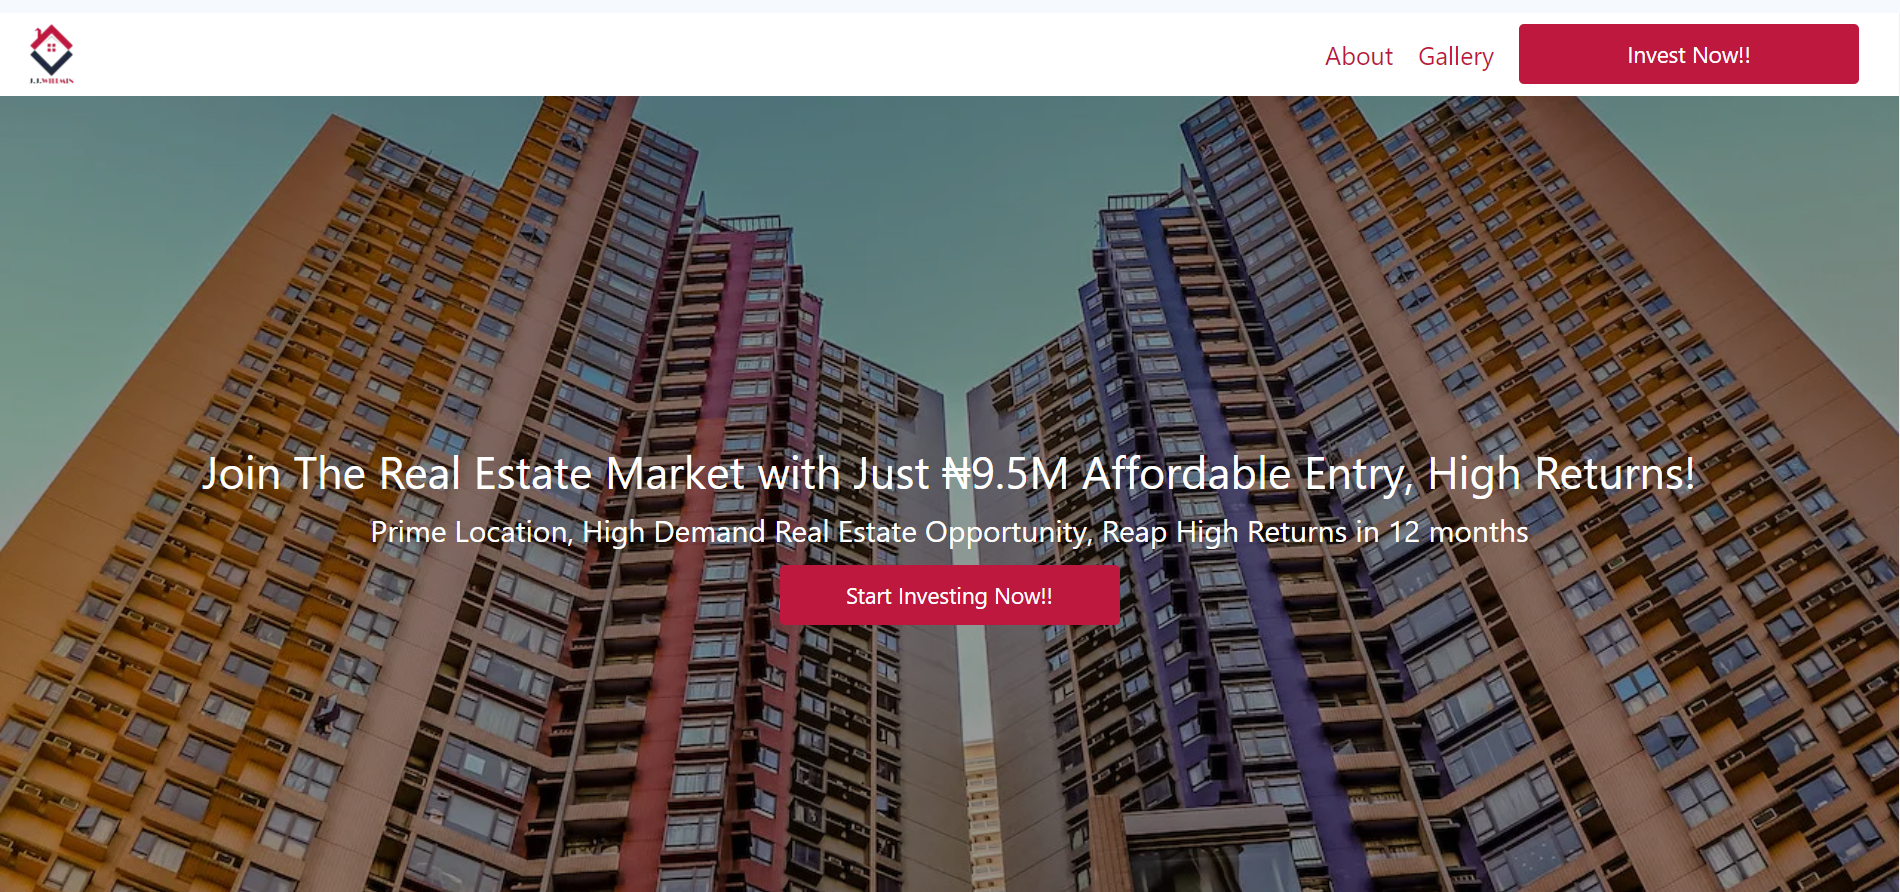 About
Gallery
Invest Now!!
Join The Real Estate Market with Just ₦9.5M Affordable Entry, High Returns!
Prime Location, High Demand Real Estate Opportunity, Reap High Returns in 12 months
Start Investing Now!!